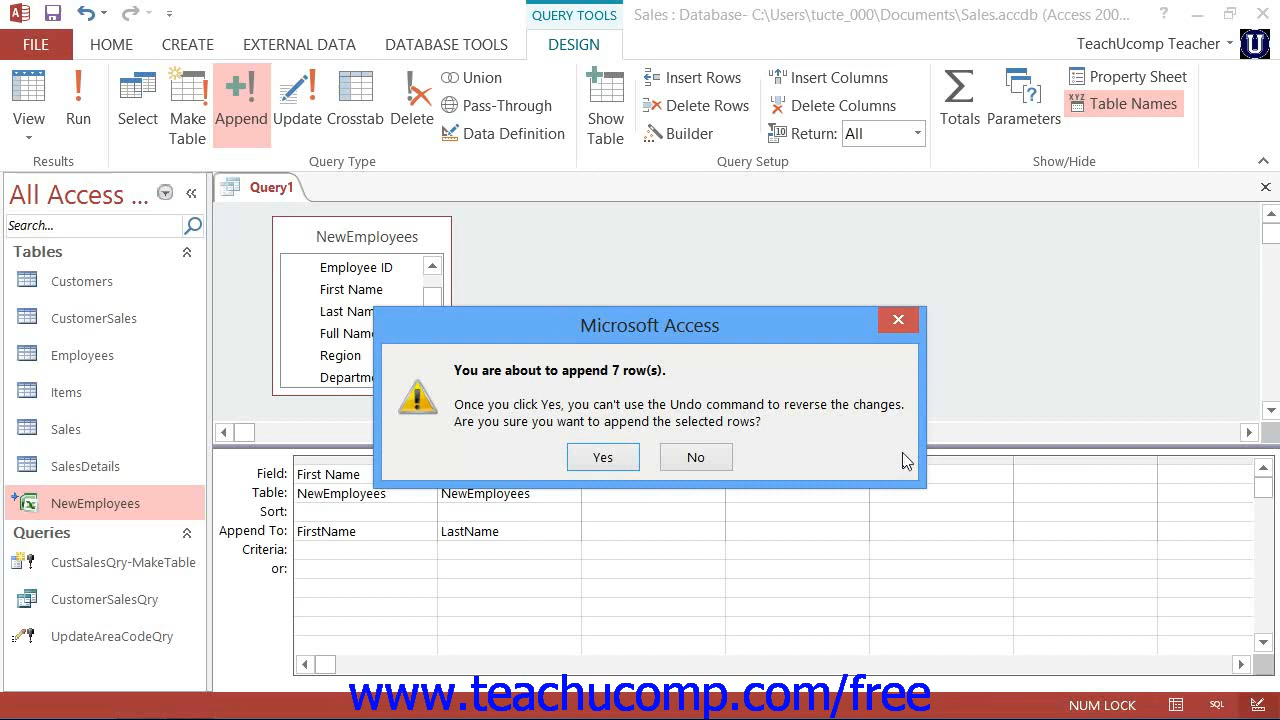 QUERY TOOLS
Sales : Database- C:\Users\tucte_000\Documents\Sales.accdb (Access 200...
FILE HOME CREATE EXTERNAL DATA DATABASE TOOLS DESIGN TeachUcomp Teacher
View
Run
Select
Make
Table
Append
Update
Crosstab
Delete
Union
Pass-Through
Data Definition
Show
Table
Insert Rows
Delete Rows
Builder
Insert Columns
Delete Columns
Return: All
Totals
Parameters
Property Sheet
Table Names
Results
Query Type
Query Setup
Show/Hide
All Access ...
Search...
Tables
Customers
CustomerSales
Employees
Items
Sales
SalesDetails
NewEmployees
Queries
CustSalesQry-MakeTable
CustomerSalesQry
UpdateAreaCodeQry
Query1
NewEmployees
Employee ID
First Name
Last Nam
Full Name
Region
Departme
Microsoft Access
You are about to append 7 row(s).
Once you click Yes, you can't use the Undo command to reverse the changes.
Are you sure you want to append the selected rows?
Yes No
Field: First Name
Table: NewEmployees NewEmployees
Sort:
Append To: FirstName LastName
Criteria:
or:
www.teachucomp.com/free
NUM LOCK
SQL